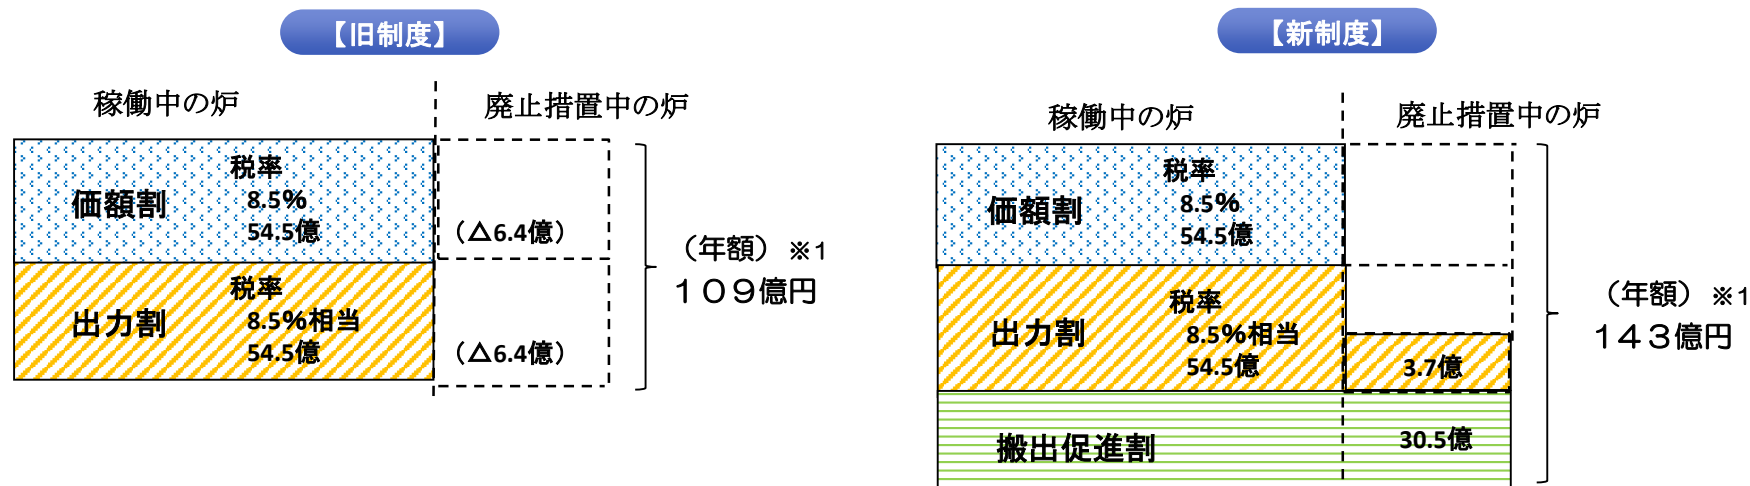 【旧制度】
稼働中の炉
廃止措置中の炉
価額割
税率
8.5%
54.5億
（△6.4億）
出力割
税率
8.5%相当
54.5億
（△6.4億）
（年額）※1
１０９億円
【新制度】
稼働中の炉
廃止措置中の炉
価額割
税率
8.5%
54.5億
出力割
税率
8.5%相当
54.5億
3.7億
搬出促進割
30.5億
（年額）※1
１４３億円